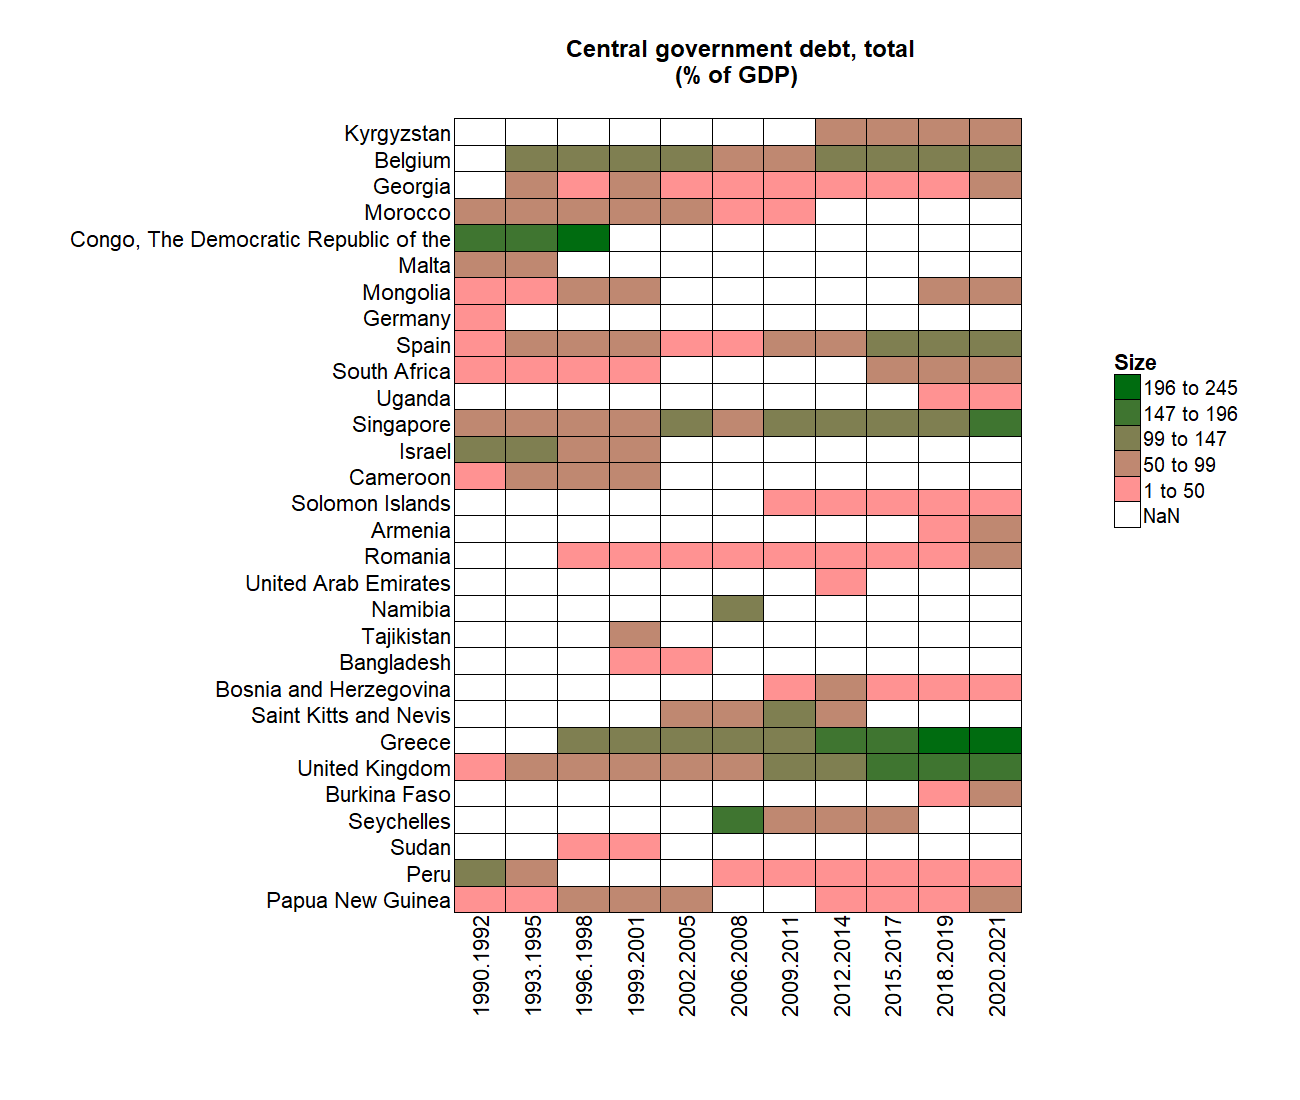 Central government debt, total
(% of GDP)
Kyrgyzstan
Belgium
Georgia
Morocco
Congo, The Democratic Republic of the
Malta
Mongolia
Germany
Spain
South Africa
Uganda
Singapore
Israel
Cameroon
Solomon Islands
Armenia
Romania
United Arab Emirates
Namibia
Tajikistan
Bangladesh
Bosnia and Herzegovina
Saint Kitts and Nevis
Greece
United Kingdom
Burkina Faso
Seychelles
Sudan
Peru
Papua New Guinea
1990.1992
1993.1995
1996.1998
1999.2001
2002.2005
2006.2008
2009.2011
2012.2014
2015.2017
2018.2019
2020.2021
Size
196 to 245
147 to 196
99 to 147
50 to 99
1 to 50
NaN